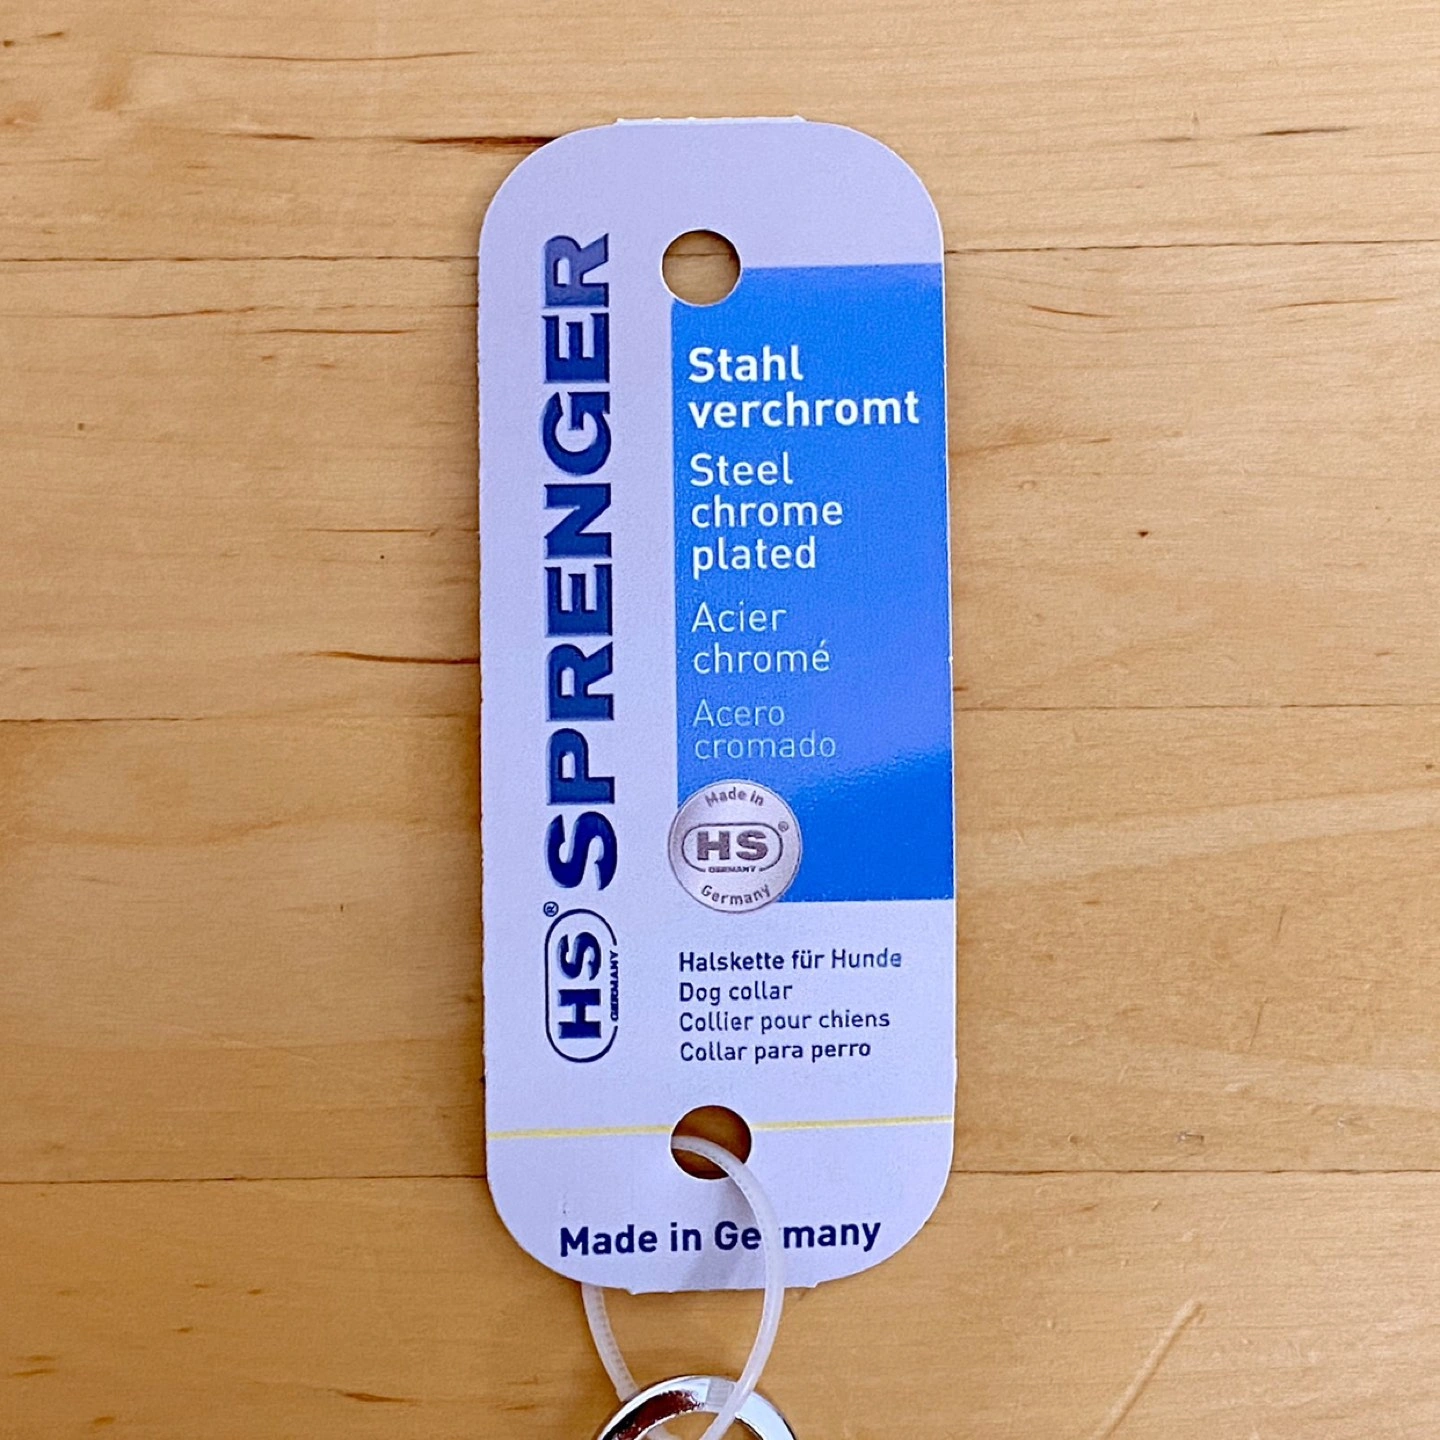 HS® SPRENGER
GERMANY
Stahl
verchromt
Steel
chrome
plated
Acier
chromé
Acero
cromado
Made in
HS®
GERMANY
Germany
Halskette für Hunde
Dog collar
Collier pour chiens
Collar para perro
Made in Germany